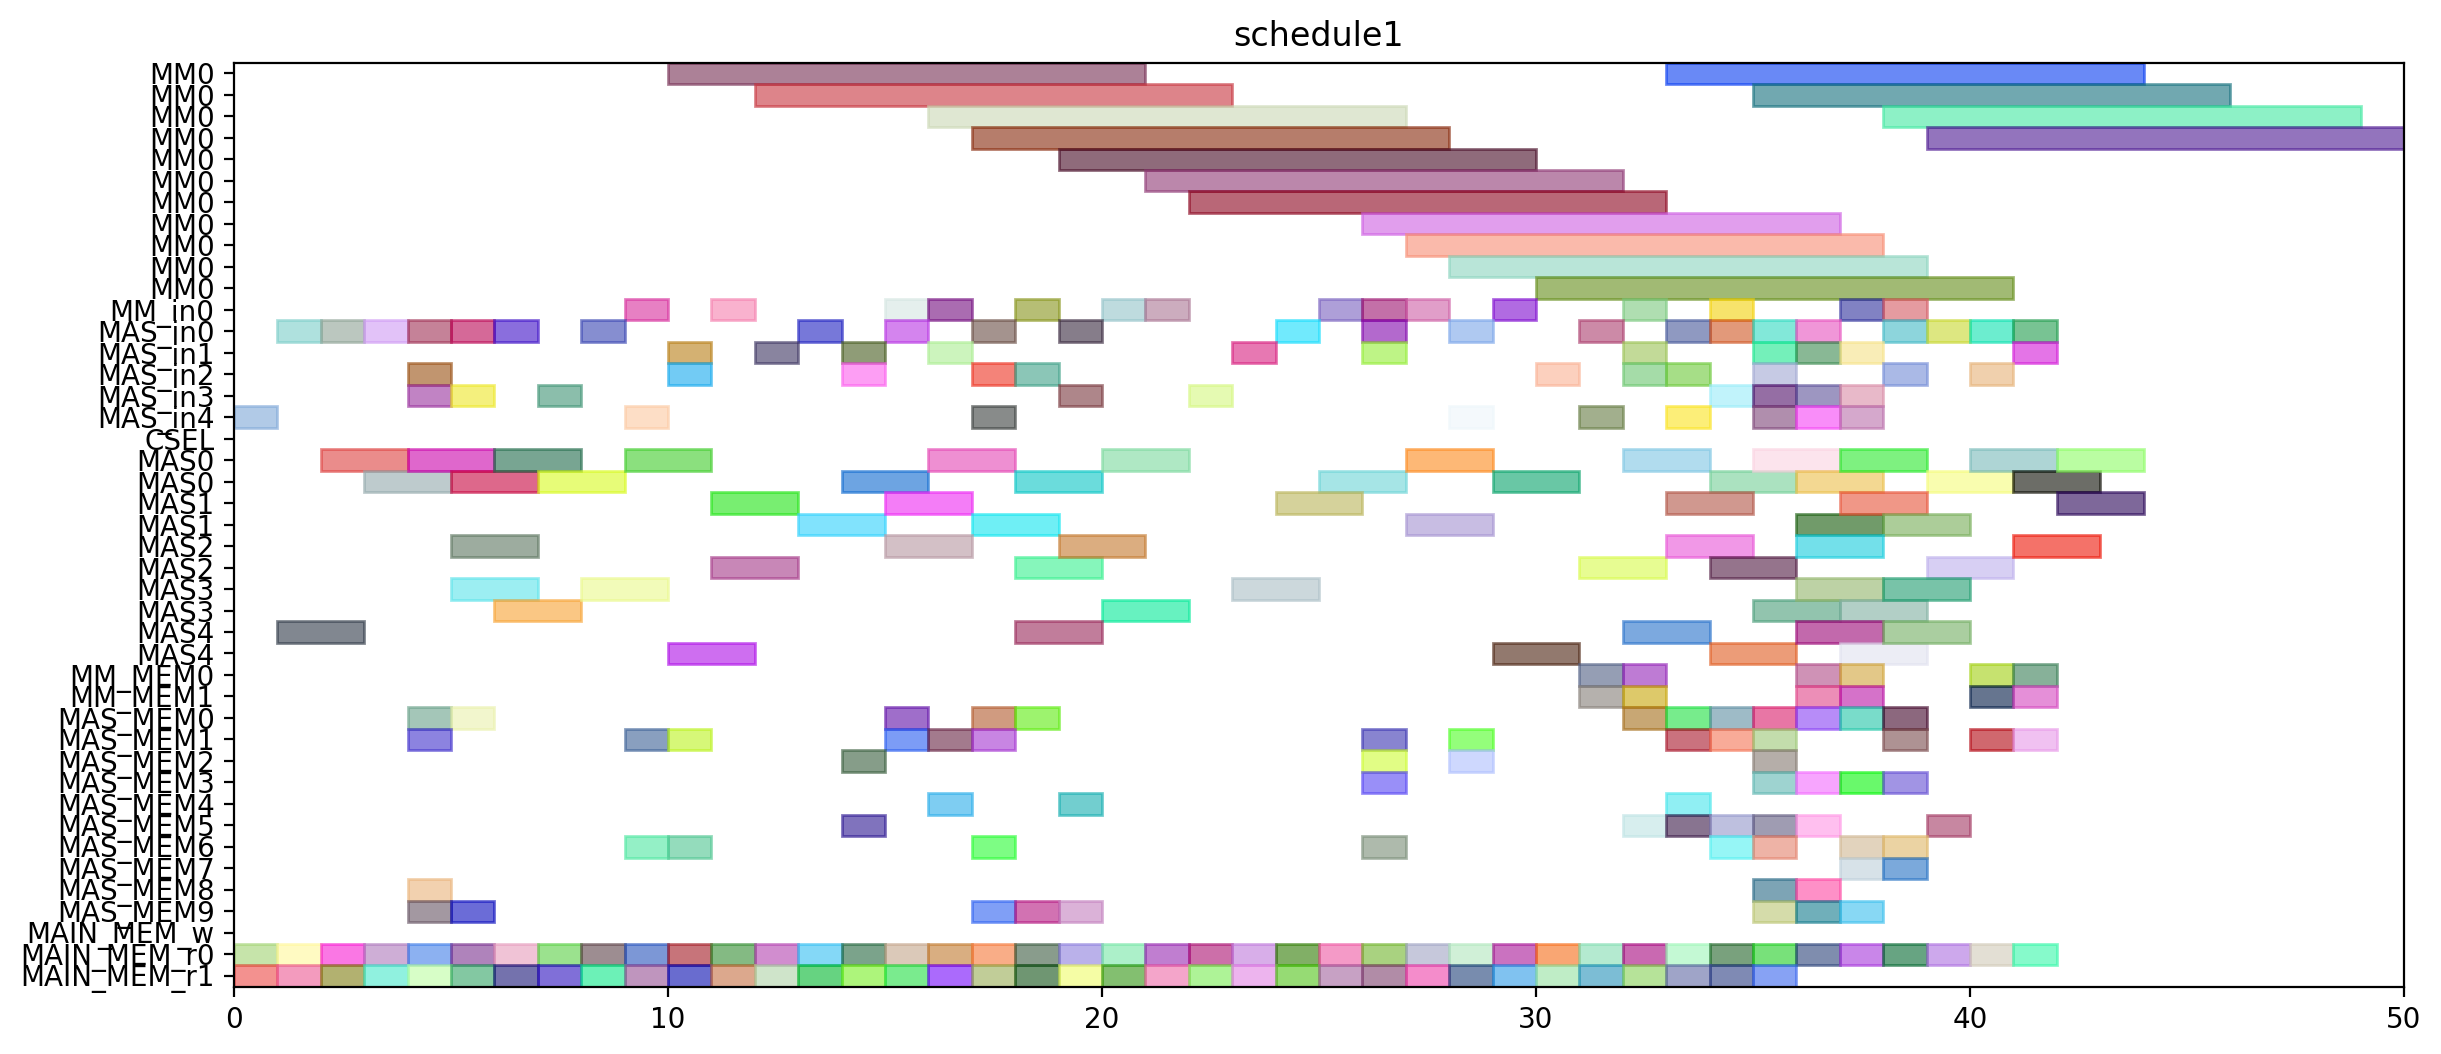 schedule1
MM0
MM0
MM0
MM0
MM0
MM0
MM0
MM0
MM0
MM0
MM0
MM_in0
MAS_in0
MAS_in1
MAS_in2
MAS_in3
MAS_in4
CSEL
MAS0
MAS0
MAS1
MAS1
MAS2
MAS2
MAS3
MAS3
MAS4
MAS4
MM_MEM0
MM_MEM1
MAS_MEM0
MAS_MEM1
MAS_MEM2
MAS_MEM3
MAS_MEM4
MAS_MEM5
MAS_MEM6
MAS_MEM7
MAS_MEM8
MAS_MEM9
MAIN_MEM_w
MAIN_MEM_r0
MAIN_MEM_r1
0 10 20 30 40 50